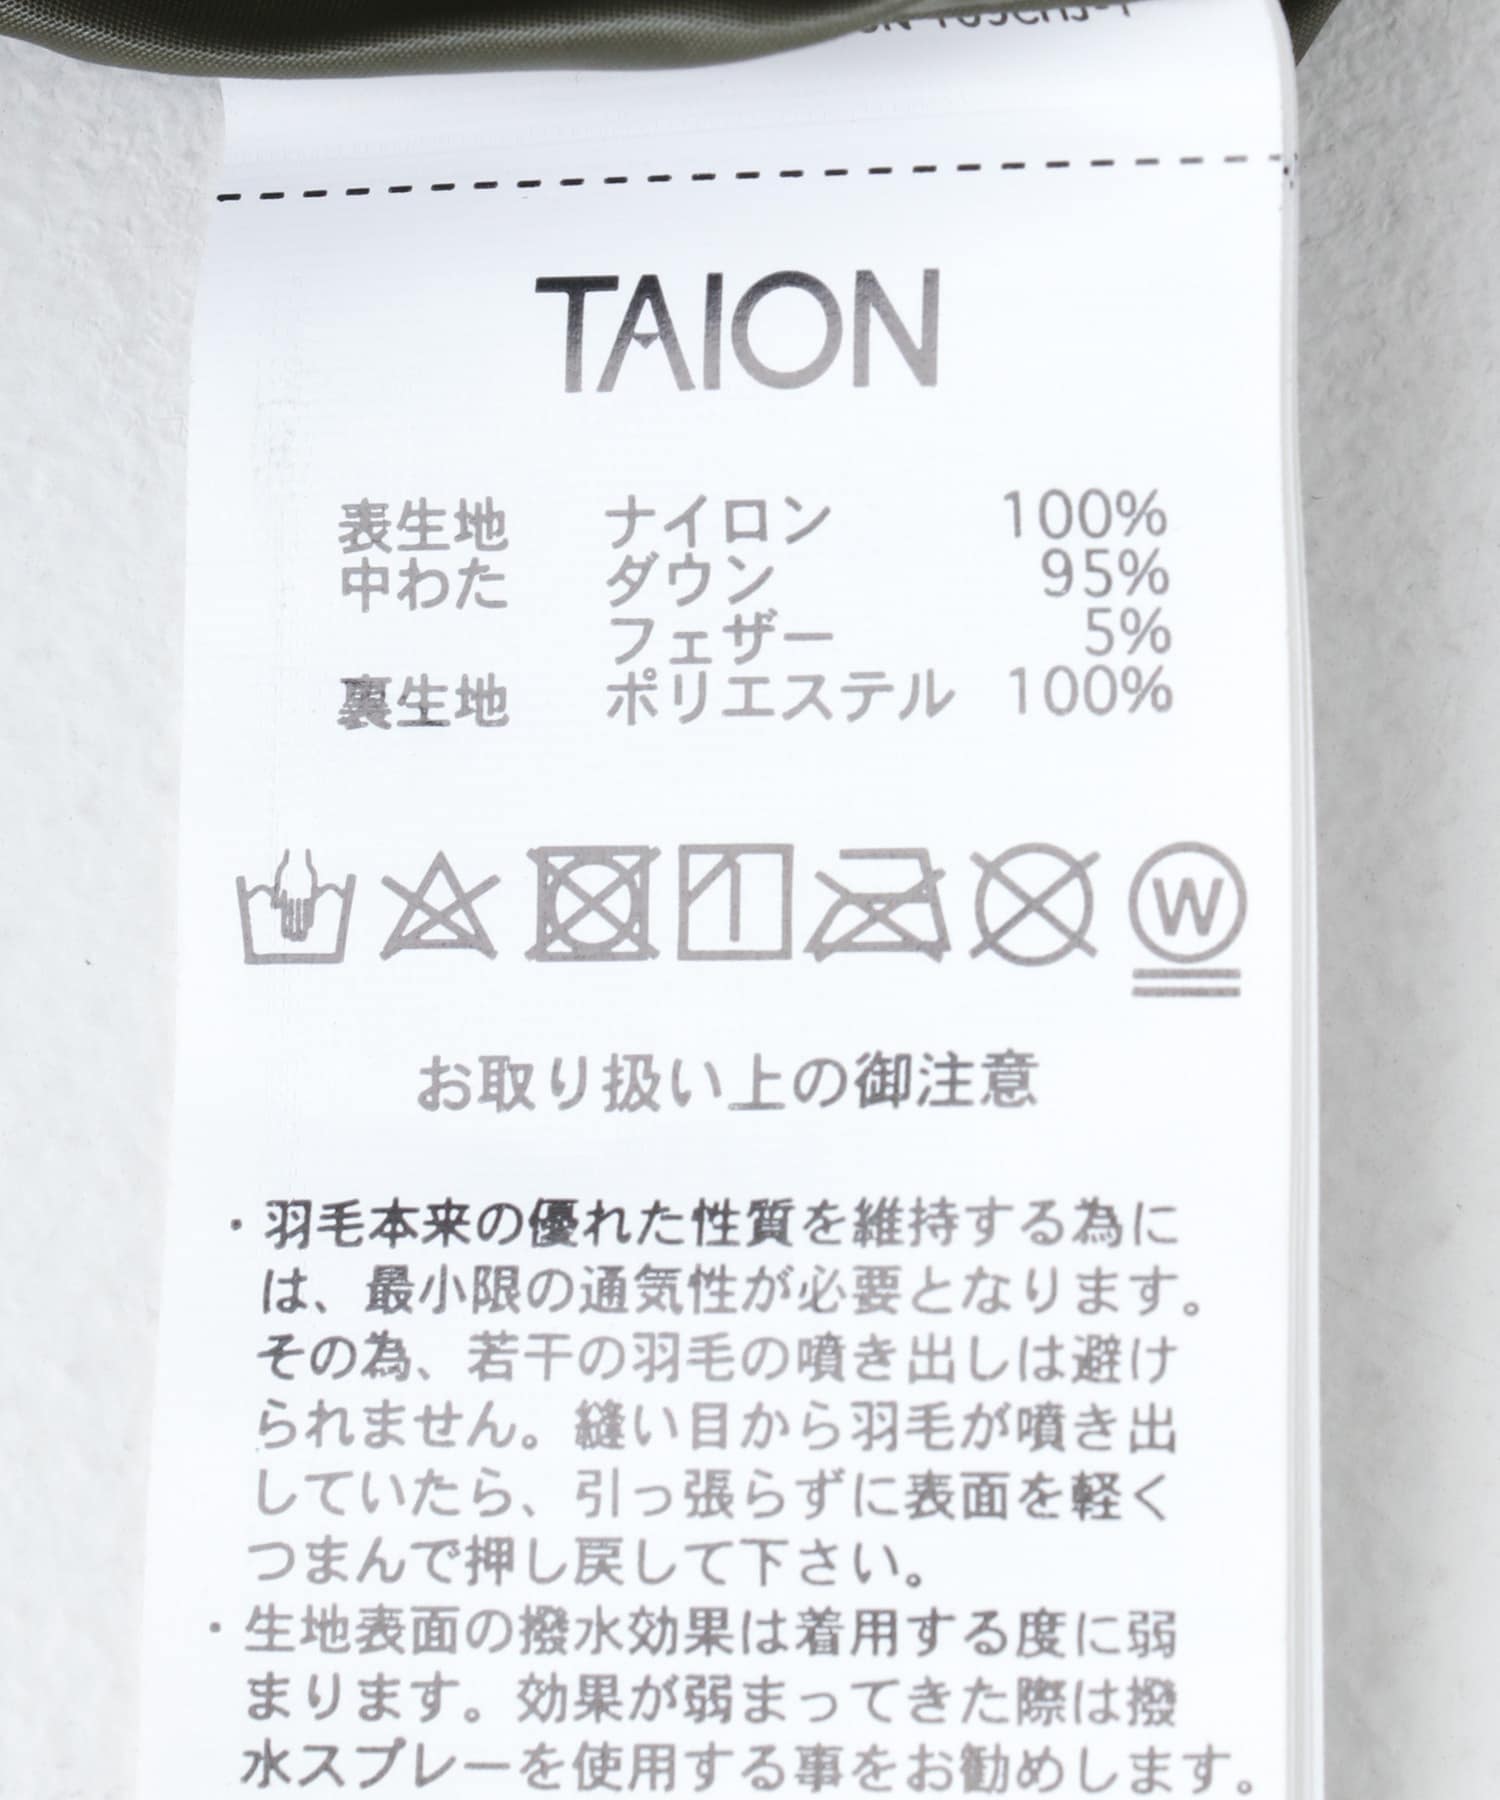 TAION
表生地 ナイロン 100%
中わた ダウン 95%
フェザー 5%
裏生地 ポリエステル 100%
W
お取り扱い上の御注意
・羽毛本来の優れた性質を維持する為に
は、最小限の通気性が必要となります。
その為、若干の羽毛の噴き出しは避け
られません。縫い目から羽毛が噴き出
していたら、引っ張らずに表面を軽く
つまんで押し戻して下さい。
・生地表面の撥水効果は着用する度に弱
まります。効果が弱まってきた際は撥
水スプレーを使用する事をお勧めします。